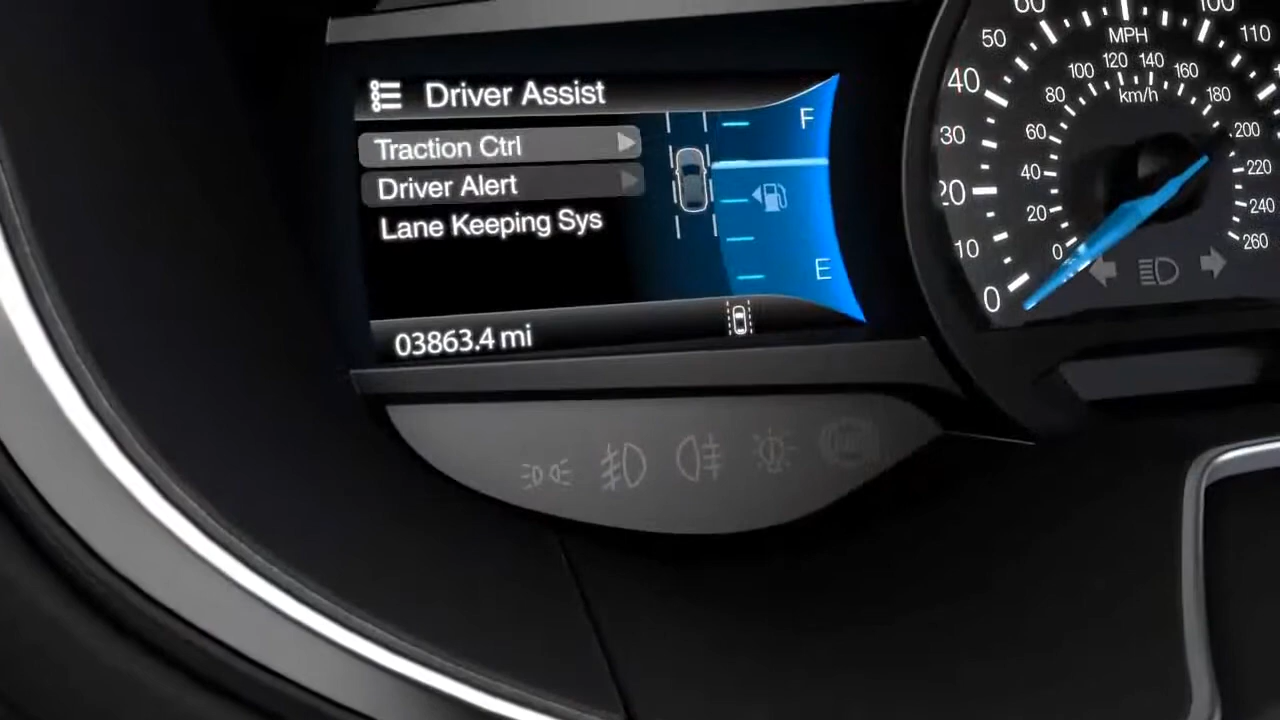 Driver Assist
Traction Ctrl
Driver Alert
Lane Keeping Sys
F
E
03863.4 mi
0
10
20
30
40
50
60
100
110
MPH
km/h
0
20
40
60
80
100
120
140
160
180
200
220
240
260